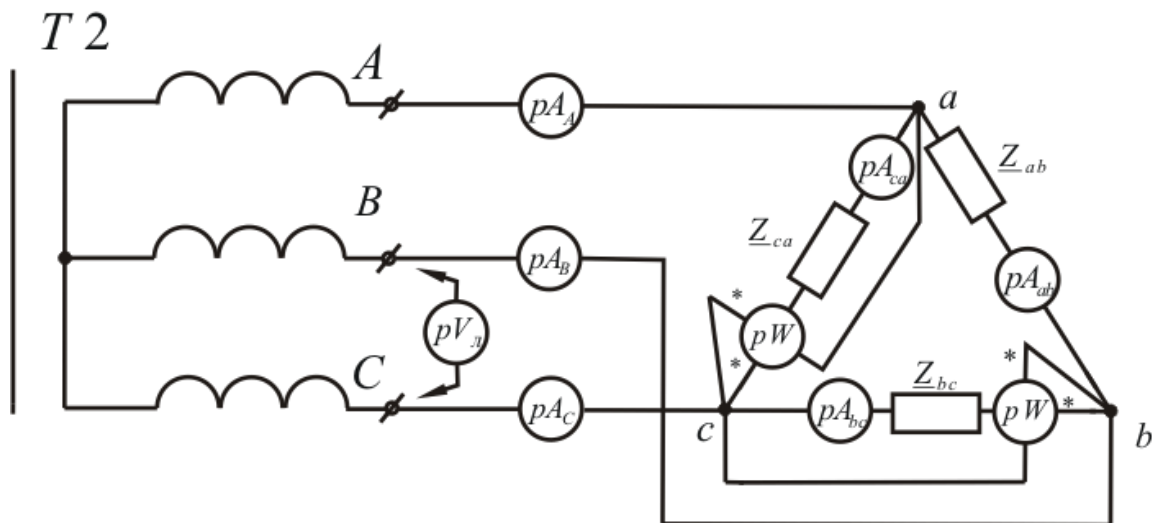 T 2
A
pA_A
a
pA_ca
Z_ab
B
Z_ca
pA_B
pA_ab
*
pV_л
pW
*
*
C
Z_bc
*
pA_C
c
pA_bc
pW
b